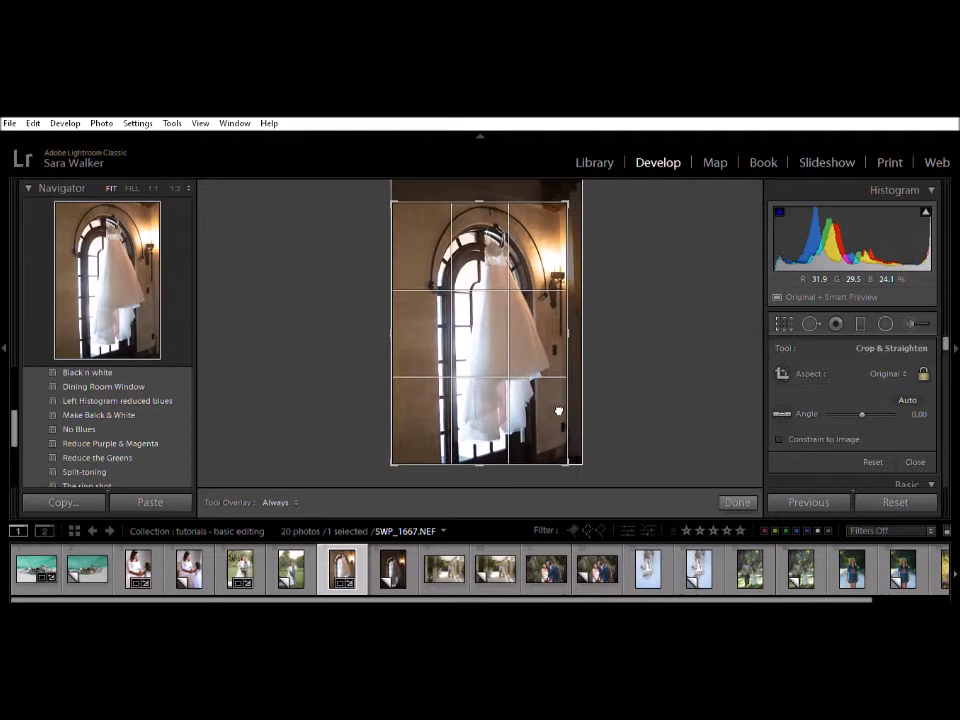 File Edit Develop Photo Settings Tools View Window Help
Lr Adobe Lightroom Classic
Sara Walker
Library Develop Map Book Slideshow Print Web
Navigator FIT FILL 1:1 1:3
Histogram
R 31.9 G 29.5 B 24.1 %
Original + Smart Preview
Tool : Crop & Straighten
Aspect : Original
Auto
Angle 0.00
Constrain to Image
Reset Close
Basic
Black n white
Dining Room Window
Left Histogram reduced blues
Make Balck & White
No Blues
Reduce Purple & Magenta
Reduce the Greens
Split-toning
The ring shot
Copy... Paste
Tool Overlay : Always
Done
Previous Reset
1 2 Collection : tutorials - basic editing 20 photos /1 selected /SWP_1667.NEF
Filter : Filters Off